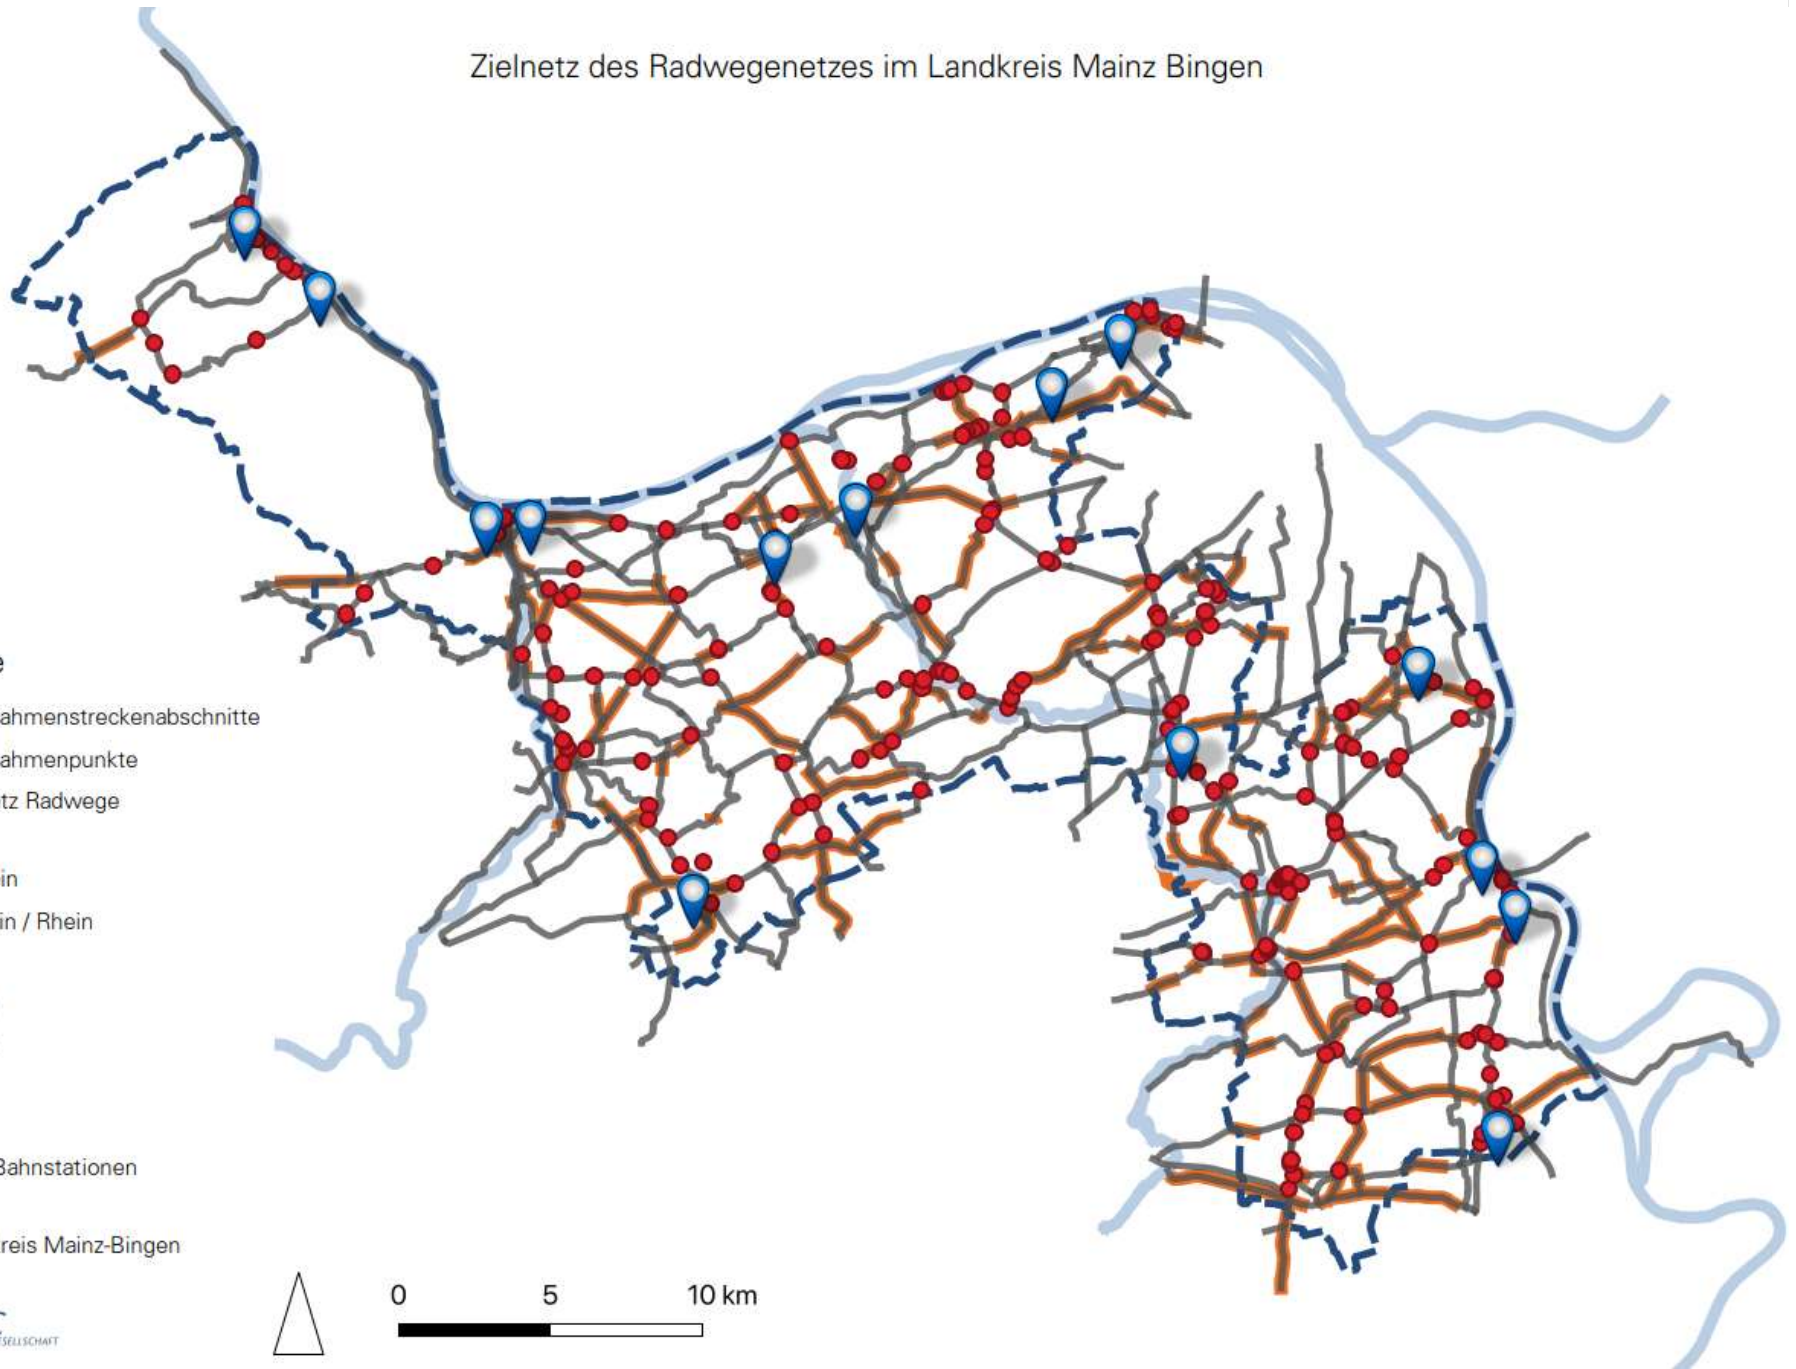 Zielnetz des Radwegenetzes im Landkreis Mainz Bingen
e
ahmenstreckenabschnitte
ahmenpunkte
tz Radwege
in
in / Rhein
Bahnstationen
reis Mainz-Bingen
ESELLSCHAFT
0 5 10 km